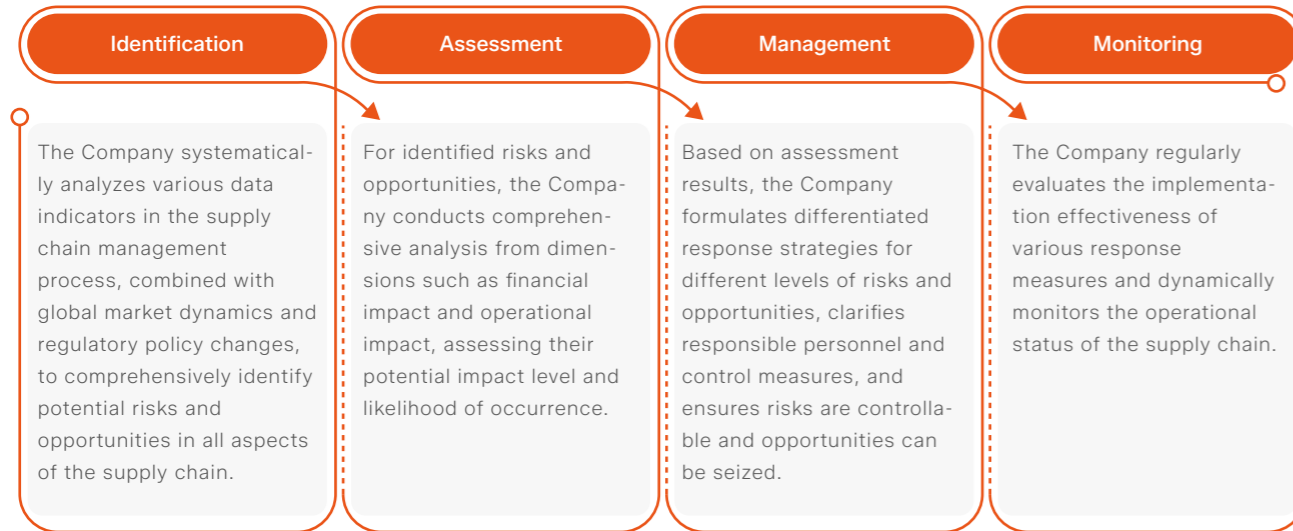 Identification
The Company systematical-
ly analyzes various data
indicators in the supply
chain management
process, combined with
global market dynamics and
regulatory policy changes,
to comprehensively identify
potential risks and
opportunities in all aspects
of the supply chain.
Assessment
For identified risks and
opportunities, the Compa-
ny conducts comprehen-
sive analysis from dimen-
sions such as financial
impact and operational
impact, assessing their
potential impact level and
likelihood of occurrence.
Management
Based on assessment
results, the Company
formulates differentiated
response strategies for
different levels of risks and
opportunities, clarifies
responsible personnel and
control measures, and
ensures risks are controlla-
ble and opportunities can
be seized.
Monitoring
The Company regularly
evaluates the implementa-
tion effectiveness of
various response
measures and dynamically
monitors the operational
status of the supply chain.